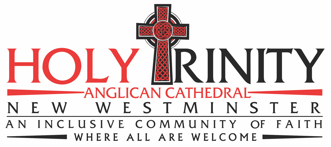 HOLY TRINITY
ANGLICAN CATHEDRAL
NEW WESTMINSTER
AN INCLUSIVE COMMUNITY OF FAITH
WHERE ALL ARE WELCOME